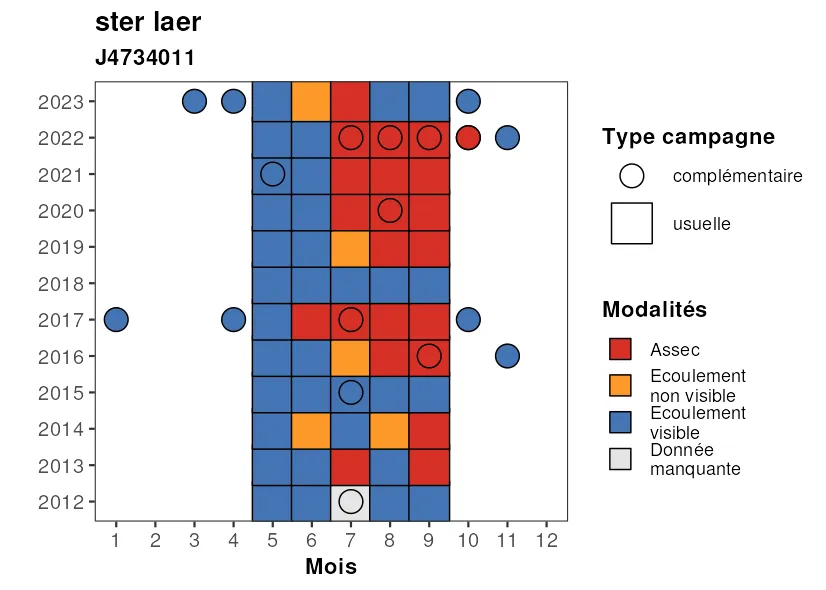 ster laer
J4734011
2023
2022
2021
2020
2019
2018
2017
2016
2015
2014
2013
2012
1 2 3 4 5 6 7 8 9 10 11 12
Mois
Type campagne
complémentaire
usuelle
Modalités
Assec
Ecoulement
non visible
Ecoulement
visible
Donnée
manquante